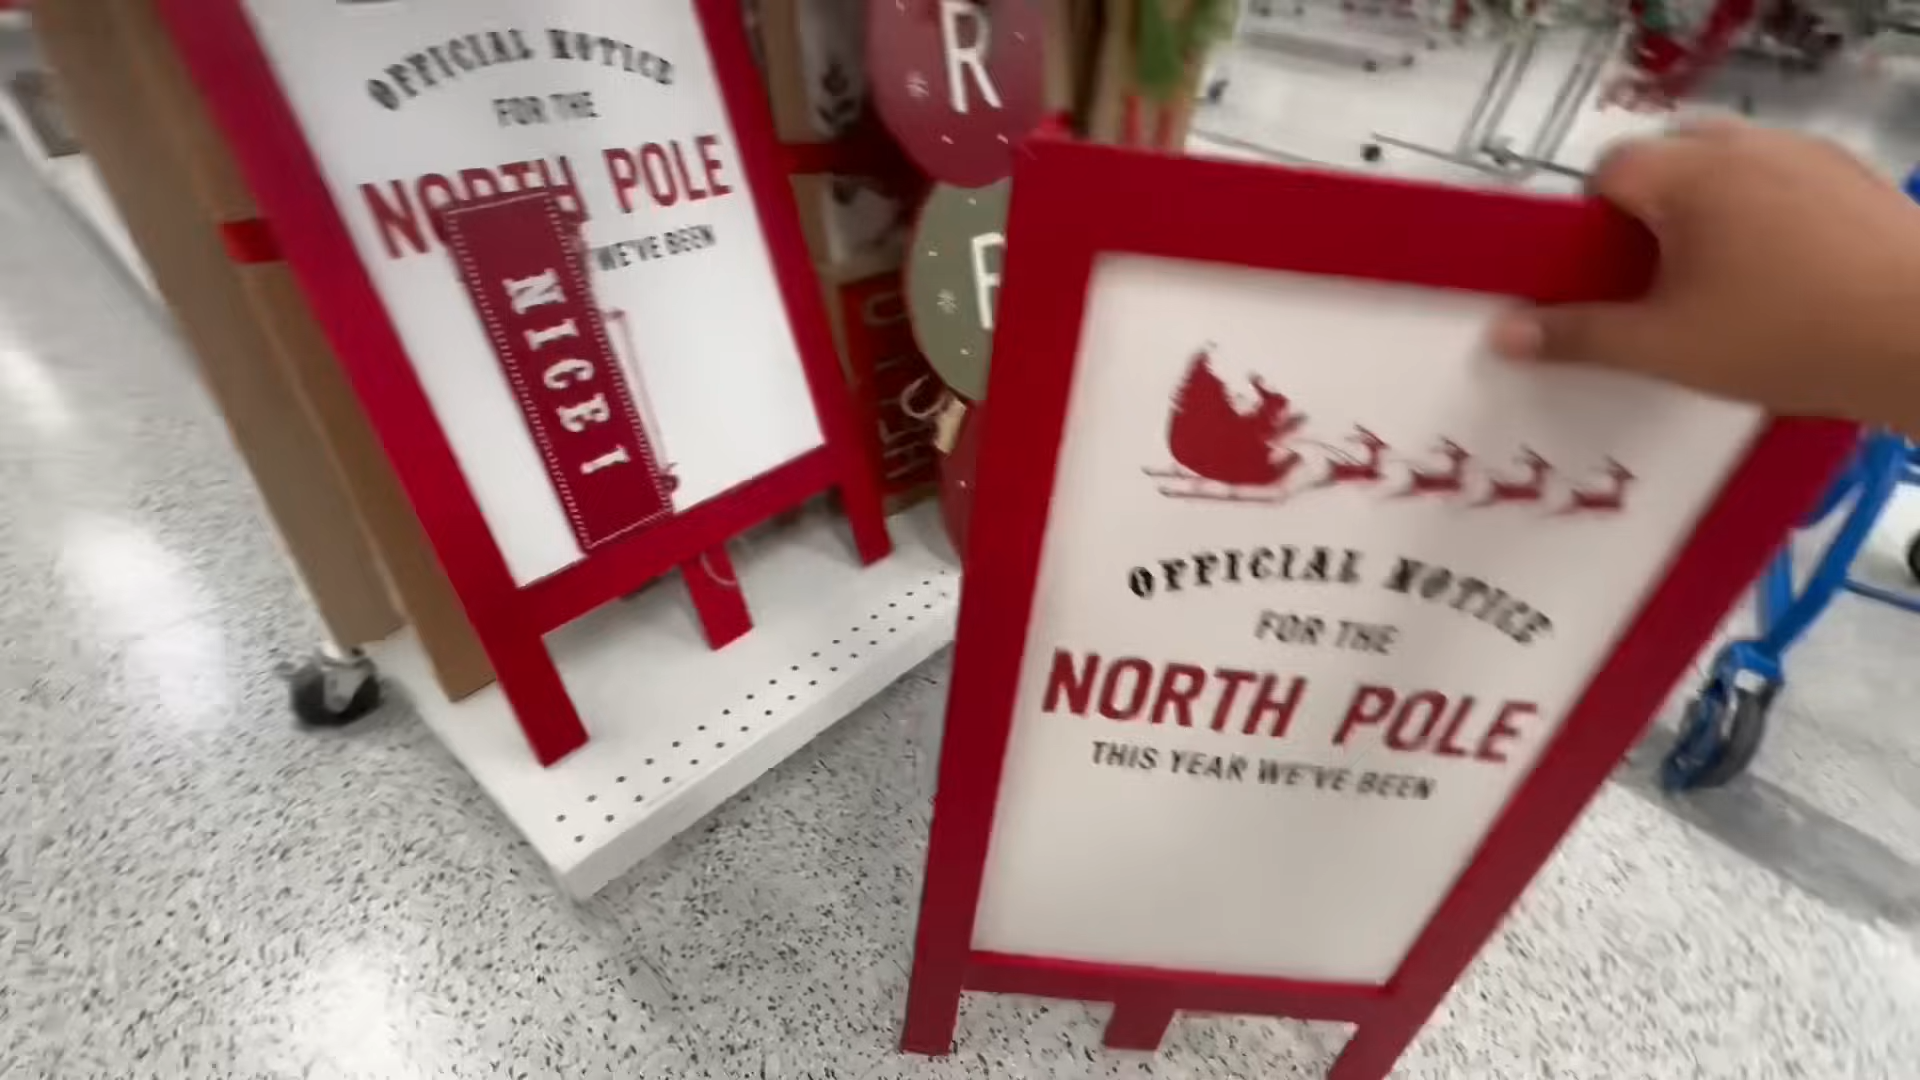 OFFICIAL NOTICE
FOR THE
NORTH POLE
WE'VE BEEN
NICE !
R
OFFICIAL NOTICE
FOR THE
NORTH POLE
THIS YEAR WE'VE BEEN